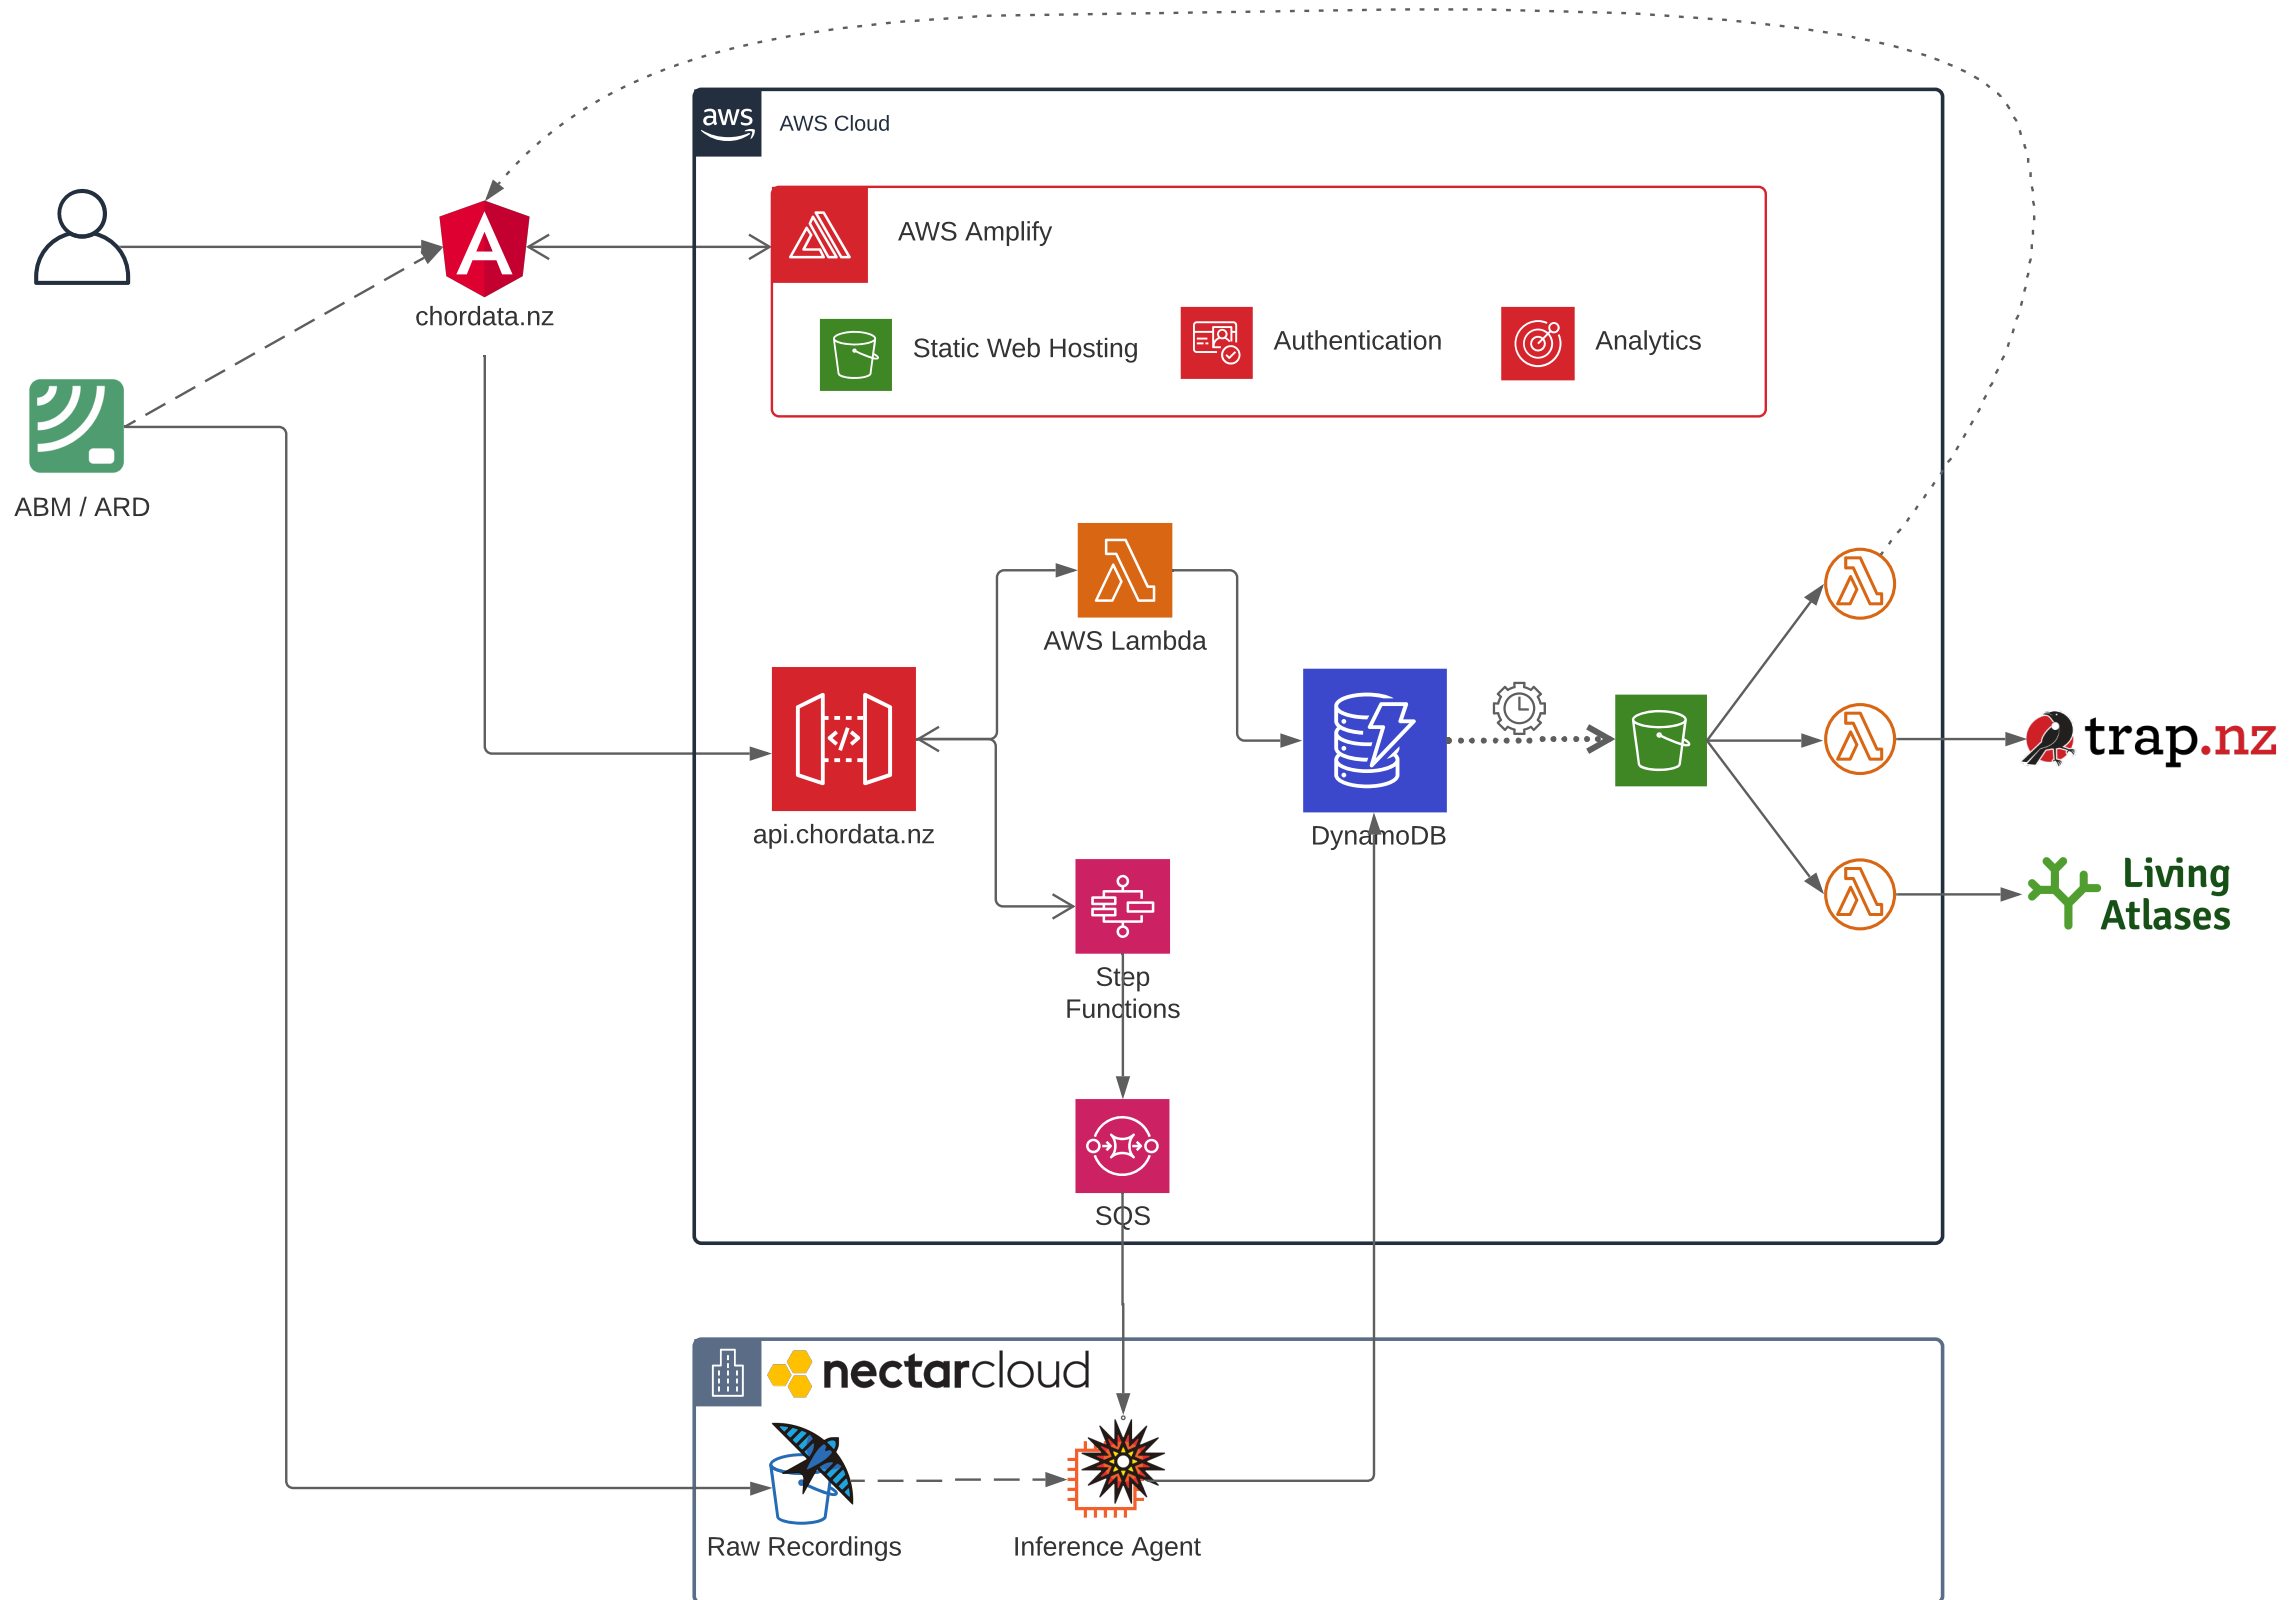 aws
AWS Cloud
AWS Amplify
chordata.nz
Static Web Hosting
Authentication
Analytics
ABM / ARD
AWS Lambda
trap.nz
api.chordata.nz
DynamoDB
Living
Atlases
Step
Functions
SQS
nectarcloud
Raw Recordings
Inference Agent